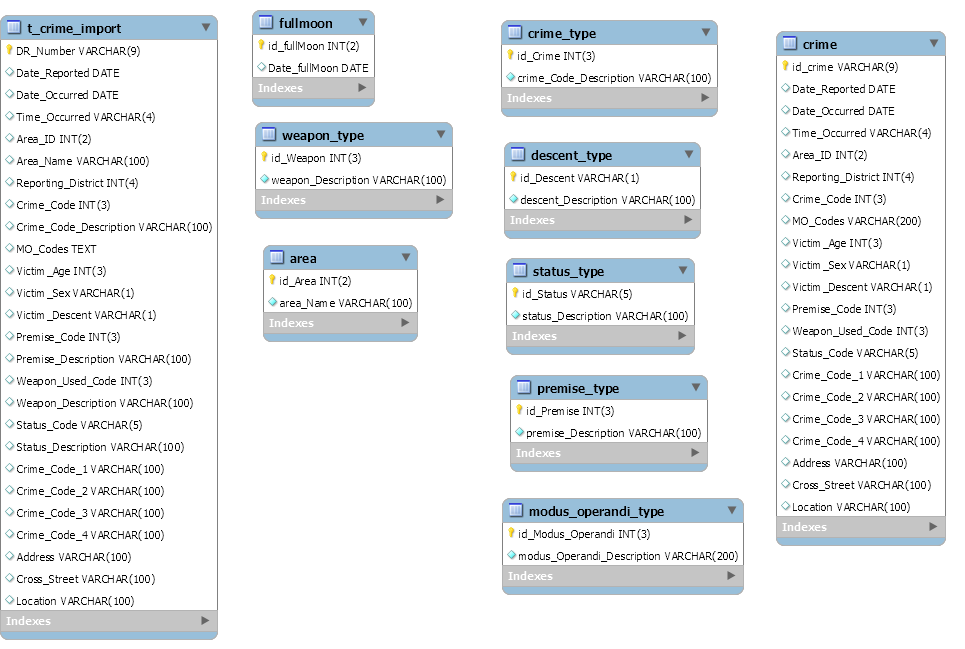 t_crime_import
DR_Number VARCHAR(9)
Date_Reported DATE
Date_Occurred DATE
Time_Occurred VARCHAR(4)
Area_ID INT(2)
Area_Name VARCHAR(100)
Reporting_District INT(4)
Crime_Code INT(3)
Crime_Code_Description VARCHAR(100)
MO_Codes TEXT
Victim_Age INT(3)
Victim_Sex VARCHAR(1)
Victim_Descent VARCHAR(1)
Premise_Code INT(3)
Premise_Description VARCHAR(100)
Weapon_Used_Code INT(3)
Weapon_Description VARCHAR(100)
Status_Code VARCHAR(5)
Status_Description VARCHAR(100)
Crime_Code_1 VARCHAR(100)
Crime_Code_2 VARCHAR(100)
Crime_Code_3 VARCHAR(100)
Crime_Code_4 VARCHAR(100)
Address VARCHAR(100)
Cross_Street VARCHAR(100)
Location VARCHAR(100)
Indexes
fullmoon
id_fullMoon INT(2)
Date_fullMoon DATE
Indexes
weapon_type
id_Weapon INT(3)
weapon_Description VARCHAR(100)
Indexes
area
id_Area INT(2)
area_Name VARCHAR(100)
Indexes
crime_type
id_Crime INT(3)
crime_Code_Description VARCHAR(100)
Indexes
descent_type
id_Descent VARCHAR(1)
descent_Description VARCHAR(100)
Indexes
status_type
id_Status VARCHAR(5)
status_Description VARCHAR(100)
Indexes
premise_type
id_Premise INT(3)
premise_Description VARCHAR(100)
Indexes
modus_operandi_type
id_Modus_Operandi INT(3)
modus_Operandi_Description VARCHAR(200)
Indexes
crime
id_crime VARCHAR(9)
Date_Reported DATE
Date_Occurred DATE
Time_Occurred VARCHAR(4)
Area_ID INT(2)
Reporting_District INT(4)
Crime_Code INT(3)
MO_Codes VARCHAR(200)
Victim_Age INT(3)
Victim_Sex VARCHAR(1)
Victim_Descent VARCHAR(1)
Premise_Code INT(3)
Weapon_Used_Code INT(3)
Status_Code VARCHAR(5)
Crime_Code_1 VARCHAR(100)
Crime_Code_2 VARCHAR(100)
Crime_Code_3 VARCHAR(100)
Crime_Code_4 VARCHAR(100)
Address VARCHAR(100)
Cross_Street VARCHAR(100)
Location VARCHAR(100)
Indexes